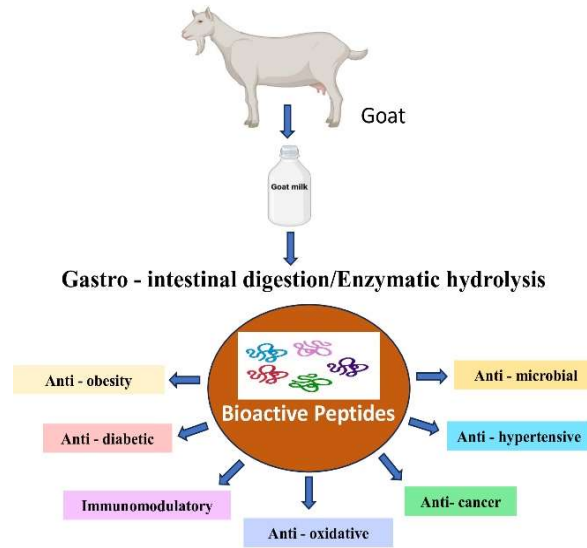 Goat
Goat milk
Gastro - intestinal digestion/Enzymatic hydrolysis
Bioactive Peptides
Anti - obesity
Anti - microbial
Anti - diabetic
Anti - hypertensive
Immunomodulatory
Anti- cancer
Anti - oxidative